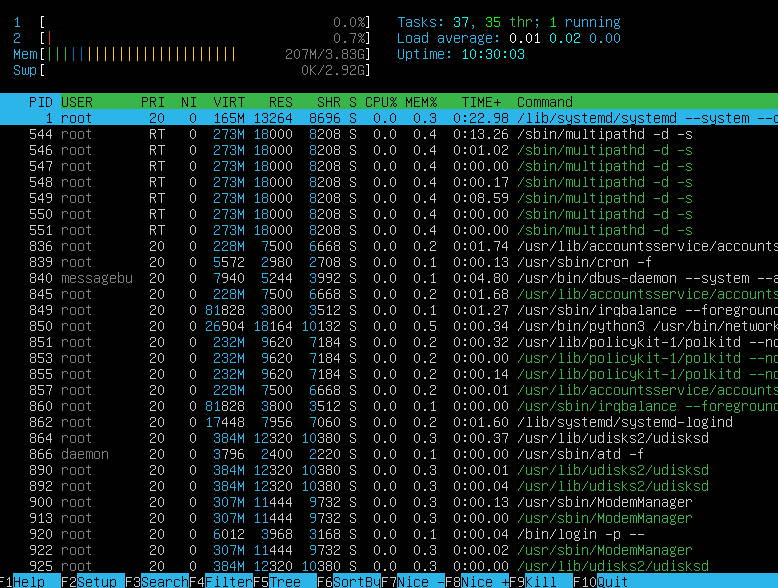 1 [ 0.0%] Tasks: 37, 35 thr; 1 running
2 [| 0.7%] Load average: 0.01 0.02 0.00
Mem[|||||||||||||||||||||||| 207M/3.83G] Uptime: 10:30:03
Swp[ 0K/2.92G]
PID USER PRI NI VIRT RES SHR S CPU% MEM% TIME+ Command
1 root 20 0 165M 13264 8696 S 0.0 0.3 0:22.98 /lib/systemd/systemd --system --d
544 root RT 0 273M 18000 8208 S 0.0 0.4 0:13.26 /sbin/multipathd -d -s
546 root RT 0 273M 18000 8208 S 0.0 0.4 0:01.02 /sbin/multipathd -d -s
547 root RT 0 273M 18000 8208 S 0.0 0.4 0:00.00 /sbin/multipathd -d -s
548 root RT 0 273M 18000 8208 S 0.0 0.4 0:00.17 /sbin/multipathd -d -s
549 root RT 0 273M 18000 8208 S 0.0 0.4 0:08.59 /sbin/multipathd -d -s
550 root RT 0 273M 18000 8208 S 0.0 0.4 0:00.00 /sbin/multipathd -d -s
551 root RT 0 273M 18000 8208 S 0.0 0.4 0:00.00 /sbin/multipathd -d -s
836 root 20 0 228M 7500 6668 S 0.0 0.2 0:01.74 /usr/lib/accountsservice/accounts
839 root 20 0 5572 2980 2708 S 0.0 0.1 0:00.13 /usr/sbin/cron -f
840 messagebu 20 0 7940 5244 3992 S 0.0 0.1 0:04.80 /usr/bin/dbus-daemon --system --a
845 root 20 0 228M 7500 6668 S 0.0 0.2 0:01.68 /usr/lib/accountsservice/accounts
849 root 20 0 81828 3800 3512 S 0.0 0.1 0:01.27 /usr/sbin/irqbalance --foreground
850 root 20 0 26904 18164 10132 S 0.0 0.5 0:00.34 /usr/bin/python3 /usr/bin/network
851 root 20 0 232M 9620 7184 S 0.0 0.2 0:00.32 /usr/lib/policykit-1/polkitd --no
853 root 20 0 232M 9620 7184 S 0.0 0.2 0:00.00 /usr/lib/policykit-1/polkitd --no
855 root 20 0 232M 9620 7184 S 0.0 0.2 0:00.14 /usr/lib/policykit-1/polkitd --no
857 root 20 0 228M 7500 6668 S 0.0 0.2 0:00.01 /usr/lib/accountsservice/accounts
860 root 20 0 81828 3800 3512 S 0.0 0.1 0:00.00 /usr/sbin/irqbalance --foreground
862 root 20 0 17448 7956 7060 S 0.0 0.2 0:01.60 /lib/systemd/systemd-logind
864 root 20 0 384M 12320 10380 S 0.0 0.3 0:00.37 /usr/lib/udisks2/udisksd
866 daemon 20 0 3796 2400 2220 S 0.0 0.1 0:00.00 /usr/sbin/atd -f
890 root 20 0 384M 12320 10380 S 0.0 0.3 0:00.01 /usr/lib/udisks2/udisksd
892 root 20 0 384M 12320 10380 S 0.0 0.3 0:00.04 /usr/lib/udisks2/udisksd
900 root 20 0 307M 11444 9732 S 0.0 0.3 0:00.13 /usr/sbin/ModemManager
913 root 20 0 307M 11444 9732 S 0.0 0.3 0:00.00 /usr/sbin/ModemManager
920 root 20 0 6012 3968 3168 S 0.0 0.1 0:00.04 /bin/login -p --
922 root 20 0 307M 11444 9732 S 0.0 0.3 0:00.02 /usr/sbin/ModemManager
925 root 20 0 384M 12320 10380 S 0.0 0.3 0:00.00 /usr/lib/udisks2/udisksd
F1Help F2Setup F3SearchF4FilterF5Tree F6SortByF7Nice -F8Nice +F9Kill F10Quit